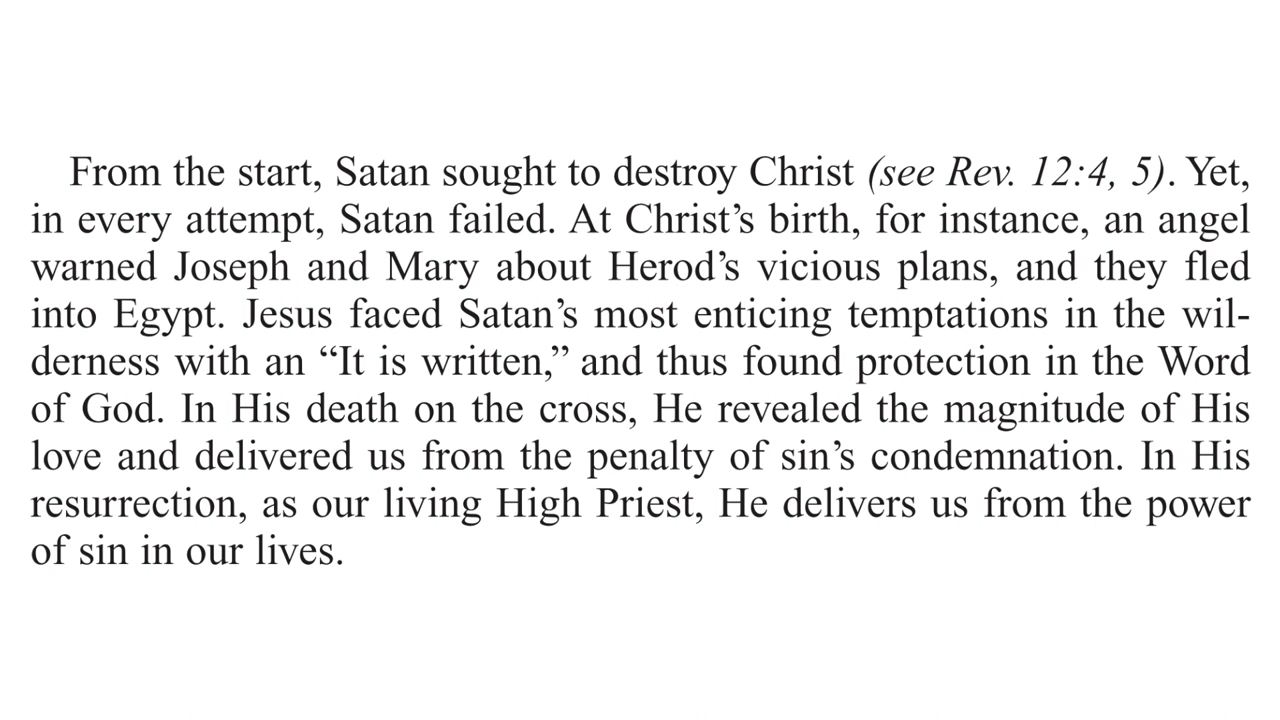 From the start, Satan sought to destroy Christ (see Rev. 12:4, 5). Yet,
in every attempt, Satan failed. At Christ’s birth, for instance, an angel
warned Joseph and Mary about Herod’s vicious plans, and they fled
into Egypt. Jesus faced Satan’s most enticing temptations in the wil-
derness with an “It is written,” and thus found protection in the Word
of God. In His death on the cross, He revealed the magnitude of His
love and delivered us from the penalty of sin’s condemnation. In His
resurrection, as our living High Priest, He delivers us from the power
of sin in our lives.